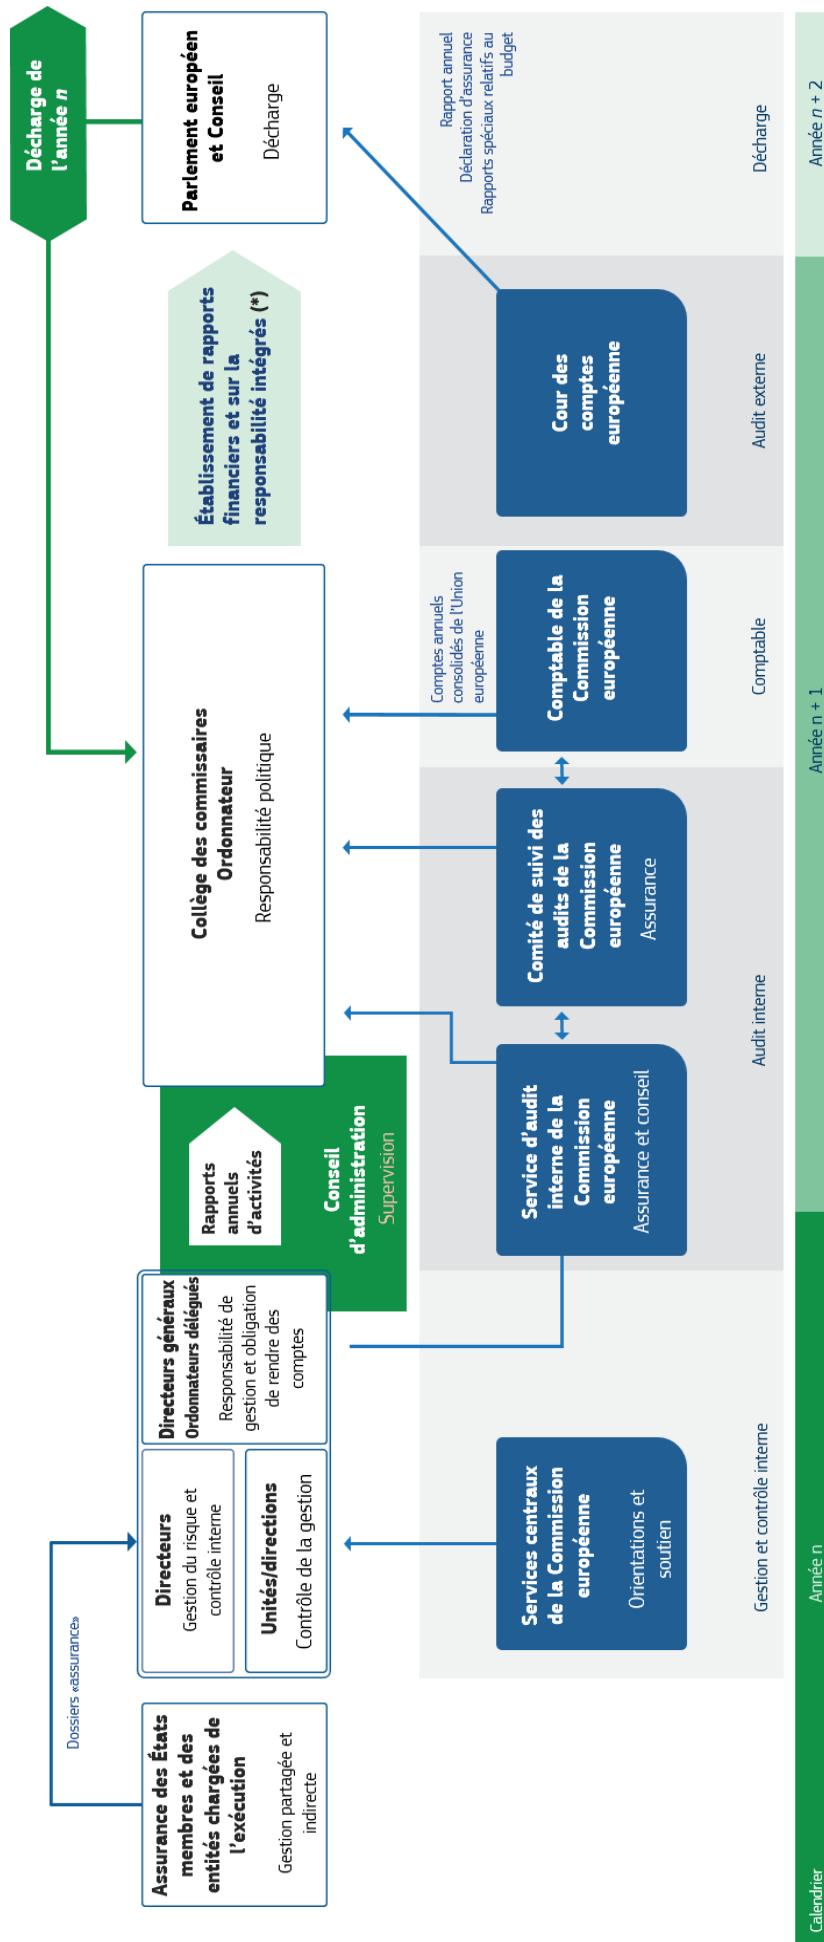 Assurance des États
membres et des
entités chargées de
l'exécution
Gestion partagée et
indirecte
Dossiers «assurance»
Directeurs
Gestion du risque et
contrôle interne
Unités/directions
Contrôle de la gestion
Directeurs généraux
Ordonnateurs délégués
Responsabilité de
gestion et obligation
de rendre des
comptes
Rapports
annuels
d'activités
Conseil
d'administration
Supervision
Collège des commissaires
Ordonnateur
Responsabilité politique
Établissement de rapports
financiers et sur la
responsabilité intégrés (*)
Parlement européen
et Conseil
Décharge
Décharge de
l'année n
Services centraux
de la Commission
européenne
Orientations et
soutien
Service d'audit
interne de la
Commission
européenne
Assurance et conseil
Comité de suivi des
audits de la
Commission
européenne
Assurance
Comptes annuels
consolidés de l'Union
européenne
Comptable de la
Commission
européenne
Cour des
comptes
européenne
Rapport annuel
Déclaration d'assurance
Rapports spéciaux relatifs au
budget
Gestion et contrôle interne
Audit interne
Comptable
Audit externe
Décharge
Calendrier
Année n
Année n + 1
Année n + 2